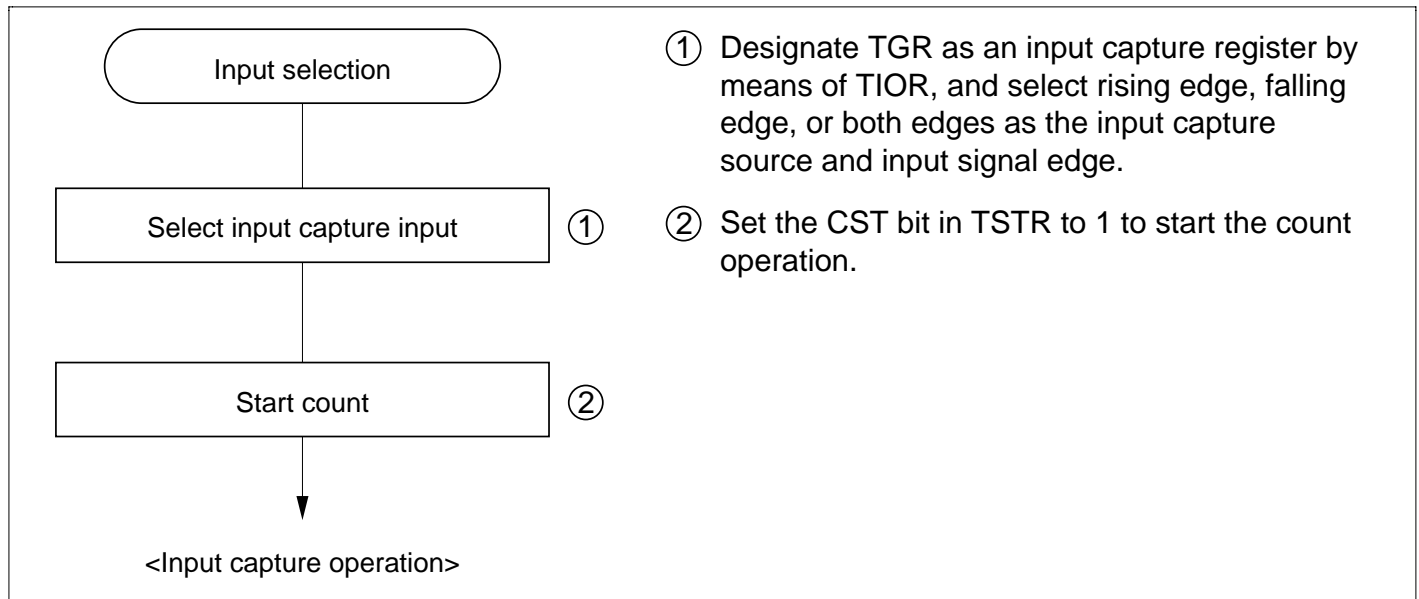 Input selection
Select input capture input
①
Start count
②
<Input capture operation>
① Designate TGR as an input capture register by
means of TIOR, and select rising edge, falling
edge, or both edges as the input capture
source and input signal edge.
② Set the CST bit in TSTR to 1 to start the count
operation.